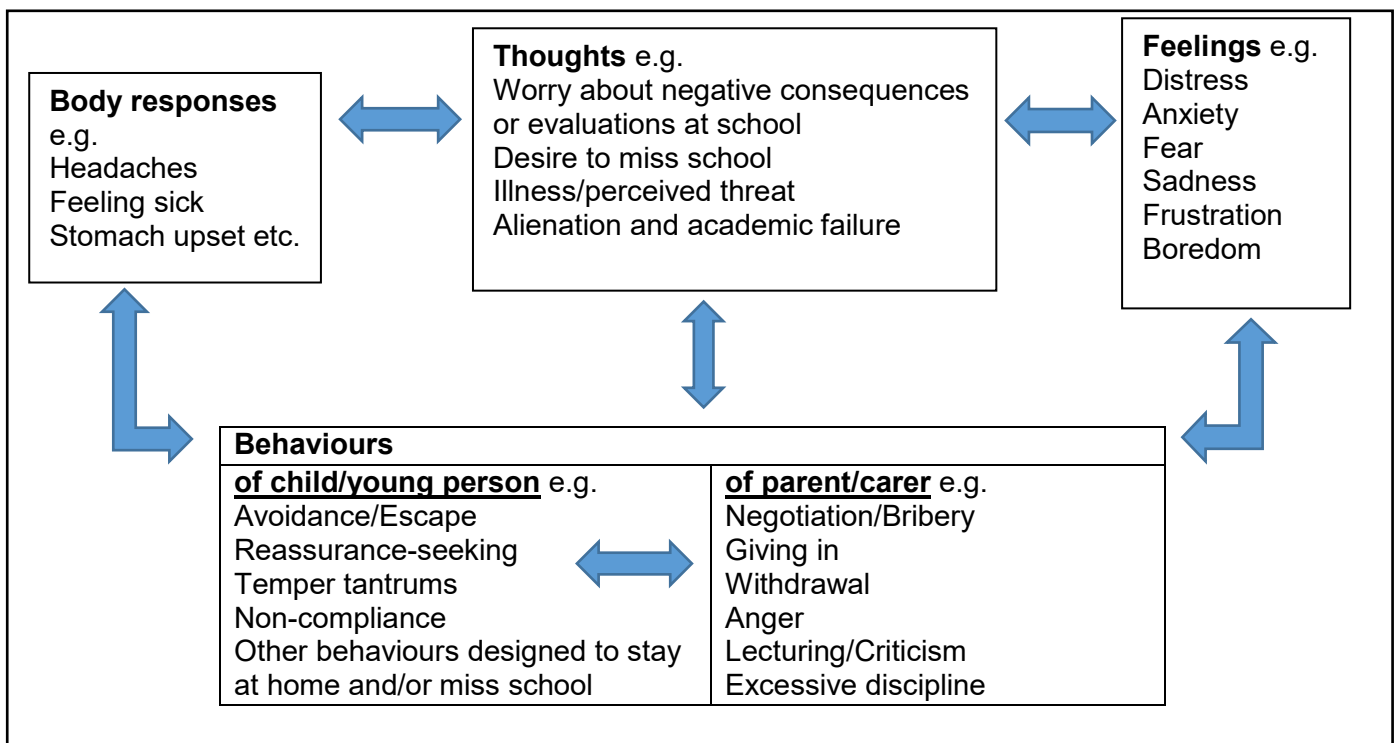 Body responses
e.g.
Headaches
Feeling sick
Stomach upset etc.
Thoughts e.g.
Worry about negative consequences
or evaluations at school
Desire to miss school
Illness/perceived threat
Alienation and academic failure
Feelings e.g.
Distress
Anxiety
Fear
Sadness
Frustration
Boredom
Behaviours
of child/young person e.g.
Avoidance/Escape
Reassurance-seeking
Temper tantrums
Non-compliance
Other behaviours designed to stay
at home and/or miss school
of parent/carer e.g.
Negotiation/Bribery
Giving in
Withdrawal
Anger
Lecturing/Criticism
Excessive discipline